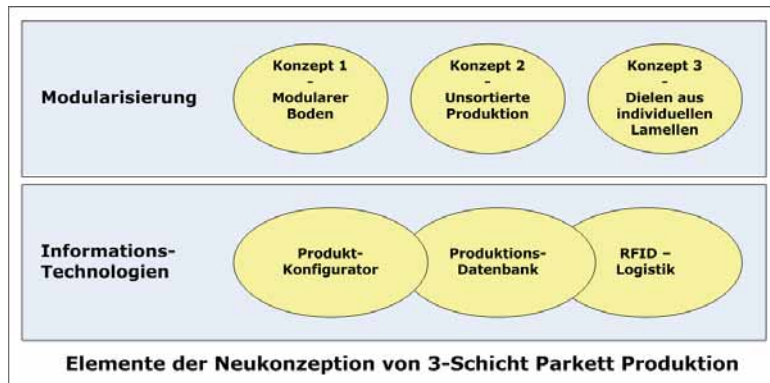 Modularisierung
Konzept 1
-
Modularer
Boden
Konzept 2
-
Unsortierte
Produktion
Konzept 3
-
Dielen aus
individuellen
Lamellen
Informations-
Technologien
Produkt-
Konfigurator
Produktions-
Datenbank
RFID –
Logistik
Elemente der Neukonzeption von 3-Schicht Parkett Produktion